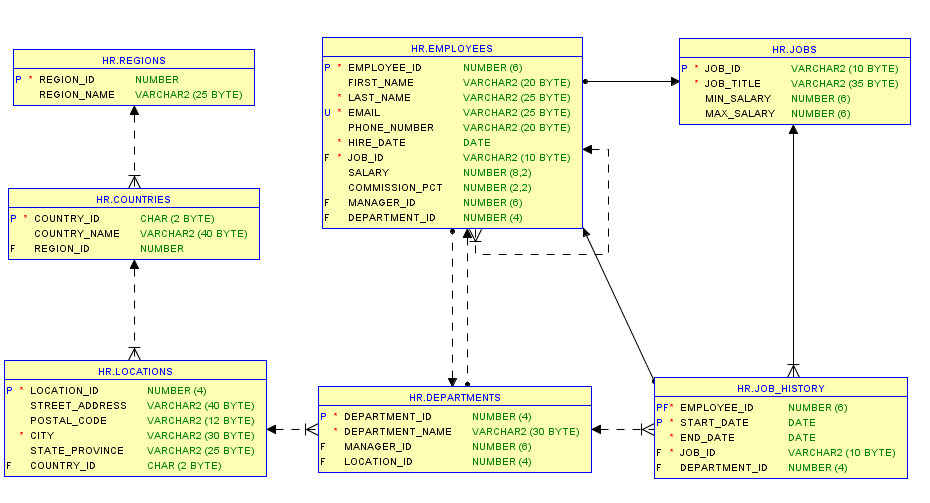 HR.REGIONS
P * REGION_ID NUMBER
REGION_NAME VARCHAR2 (25 BYTE)
HR.COUNTRIES
P * COUNTRY_ID CHAR (2 BYTE)
COUNTRY_NAME VARCHAR2 (40 BYTE)
F REGION_ID NUMBER
HR.LOCATIONS
P * LOCATION_ID NUMBER (4)
STREET_ADDRESS VARCHAR2 (40 BYTE)
POSTAL_CODE VARCHAR2 (12 BYTE)
* CITY VARCHAR2 (30 BYTE)
STATE_PROVINCE VARCHAR2 (25 BYTE)
F COUNTRY_ID CHAR (2 BYTE)
HR.EMPLOYEES
P * EMPLOYEE_ID NUMBER (6)
FIRST_NAME VARCHAR2 (20 BYTE)
* LAST_NAME VARCHAR2 (25 BYTE)
U * EMAIL VARCHAR2 (25 BYTE)
PHONE_NUMBER VARCHAR2 (20 BYTE)
* HIRE_DATE DATE
F * JOB_ID VARCHAR2 (10 BYTE)
SALARY NUMBER (8,2)
COMMISSION_PCT NUMBER (2,2)
F MANAGER_ID NUMBER (6)
F DEPARTMENT_ID NUMBER (4)
HR.DEPARTMENTS
P * DEPARTMENT_ID NUMBER (4)
* DEPARTMENT_NAME VARCHAR2 (30 BYTE)
F MANAGER_ID NUMBER (6)
F LOCATION_ID NUMBER (4)
HR.JOBS
P * JOB_ID VARCHAR2 (10 BYTE)
* JOB_TITLE VARCHAR2 (35 BYTE)
MIN_SALARY NUMBER (6)
MAX_SALARY NUMBER (6)
HR.JOB_HISTORY
PF* EMPLOYEE_ID NUMBER (6)
P * START_DATE DATE
* END_DATE DATE
F * JOB_ID VARCHAR2 (10 BYTE)
F DEPARTMENT_ID NUMBER (4)